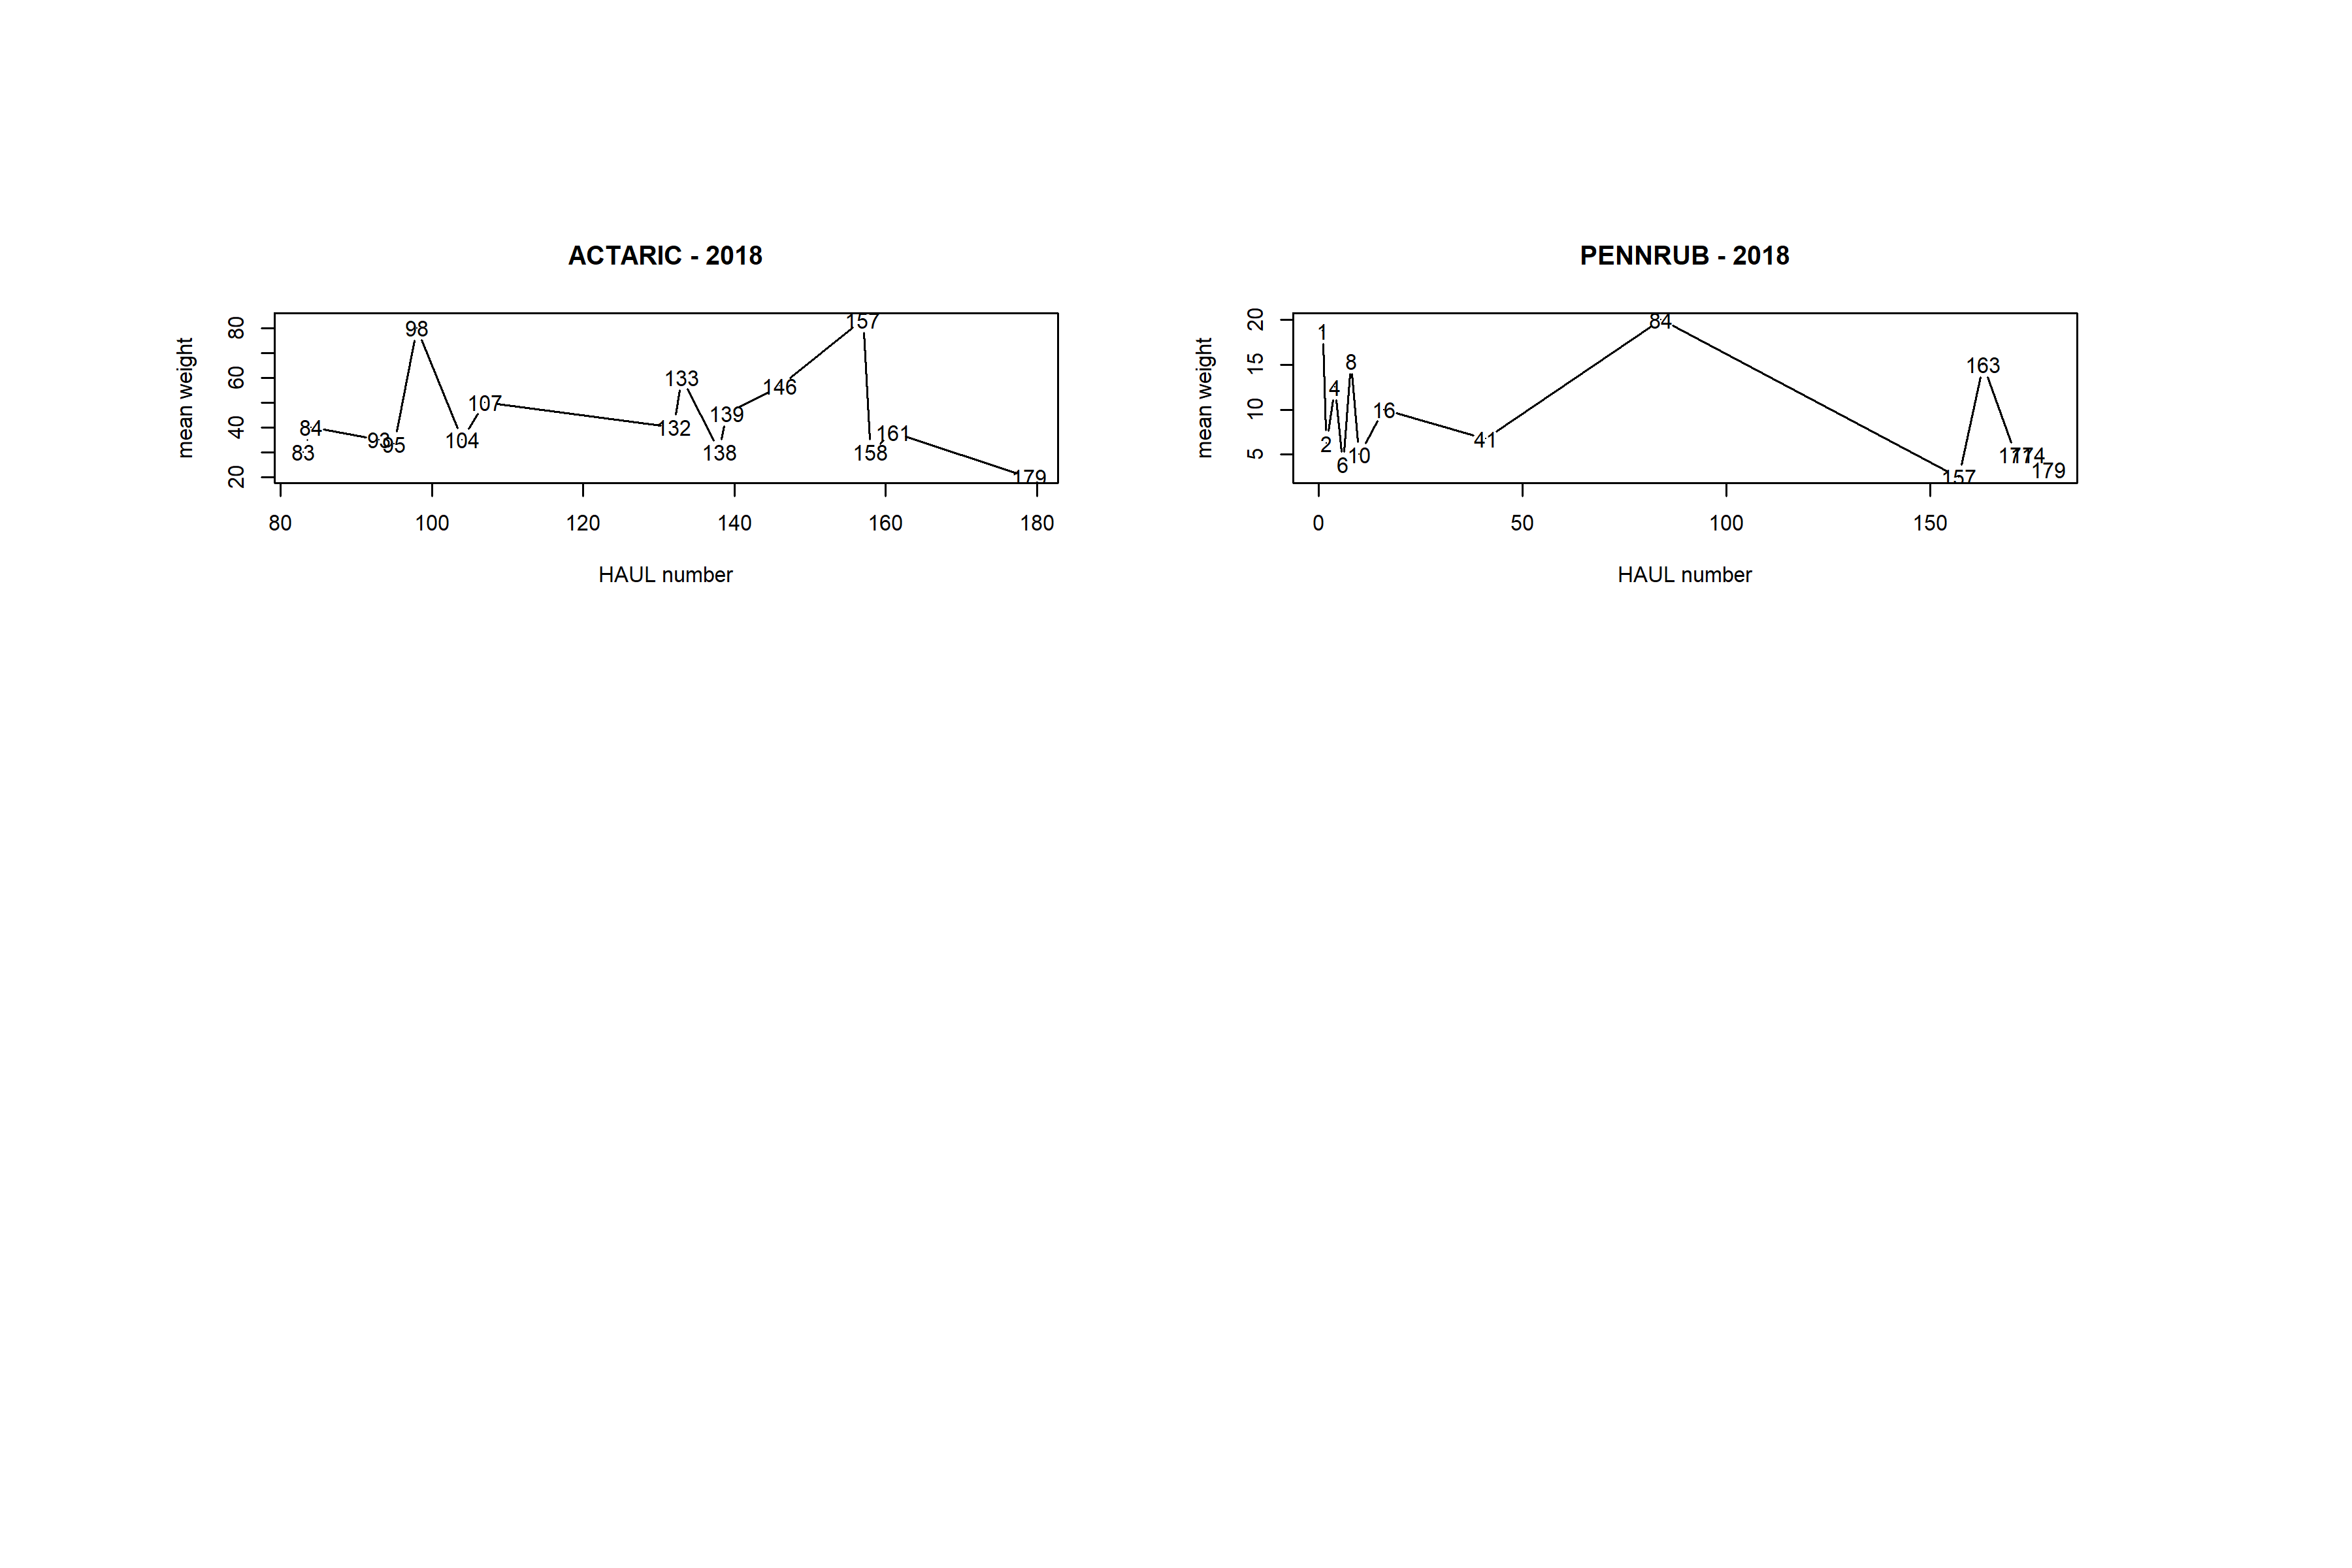 ACTARIC - 2018
mean weight
20 40 60 80
83 84 93 95 98 104 107 132 133 138 139 146 157 158 161 179
80 100 120 140 160 180
HAUL number
PENNRUB - 2018
mean weight
5 10 15 20
1 2 4 6 8 10 16 41 84 157 163 171 174 179
0 50 100 150
HAUL number